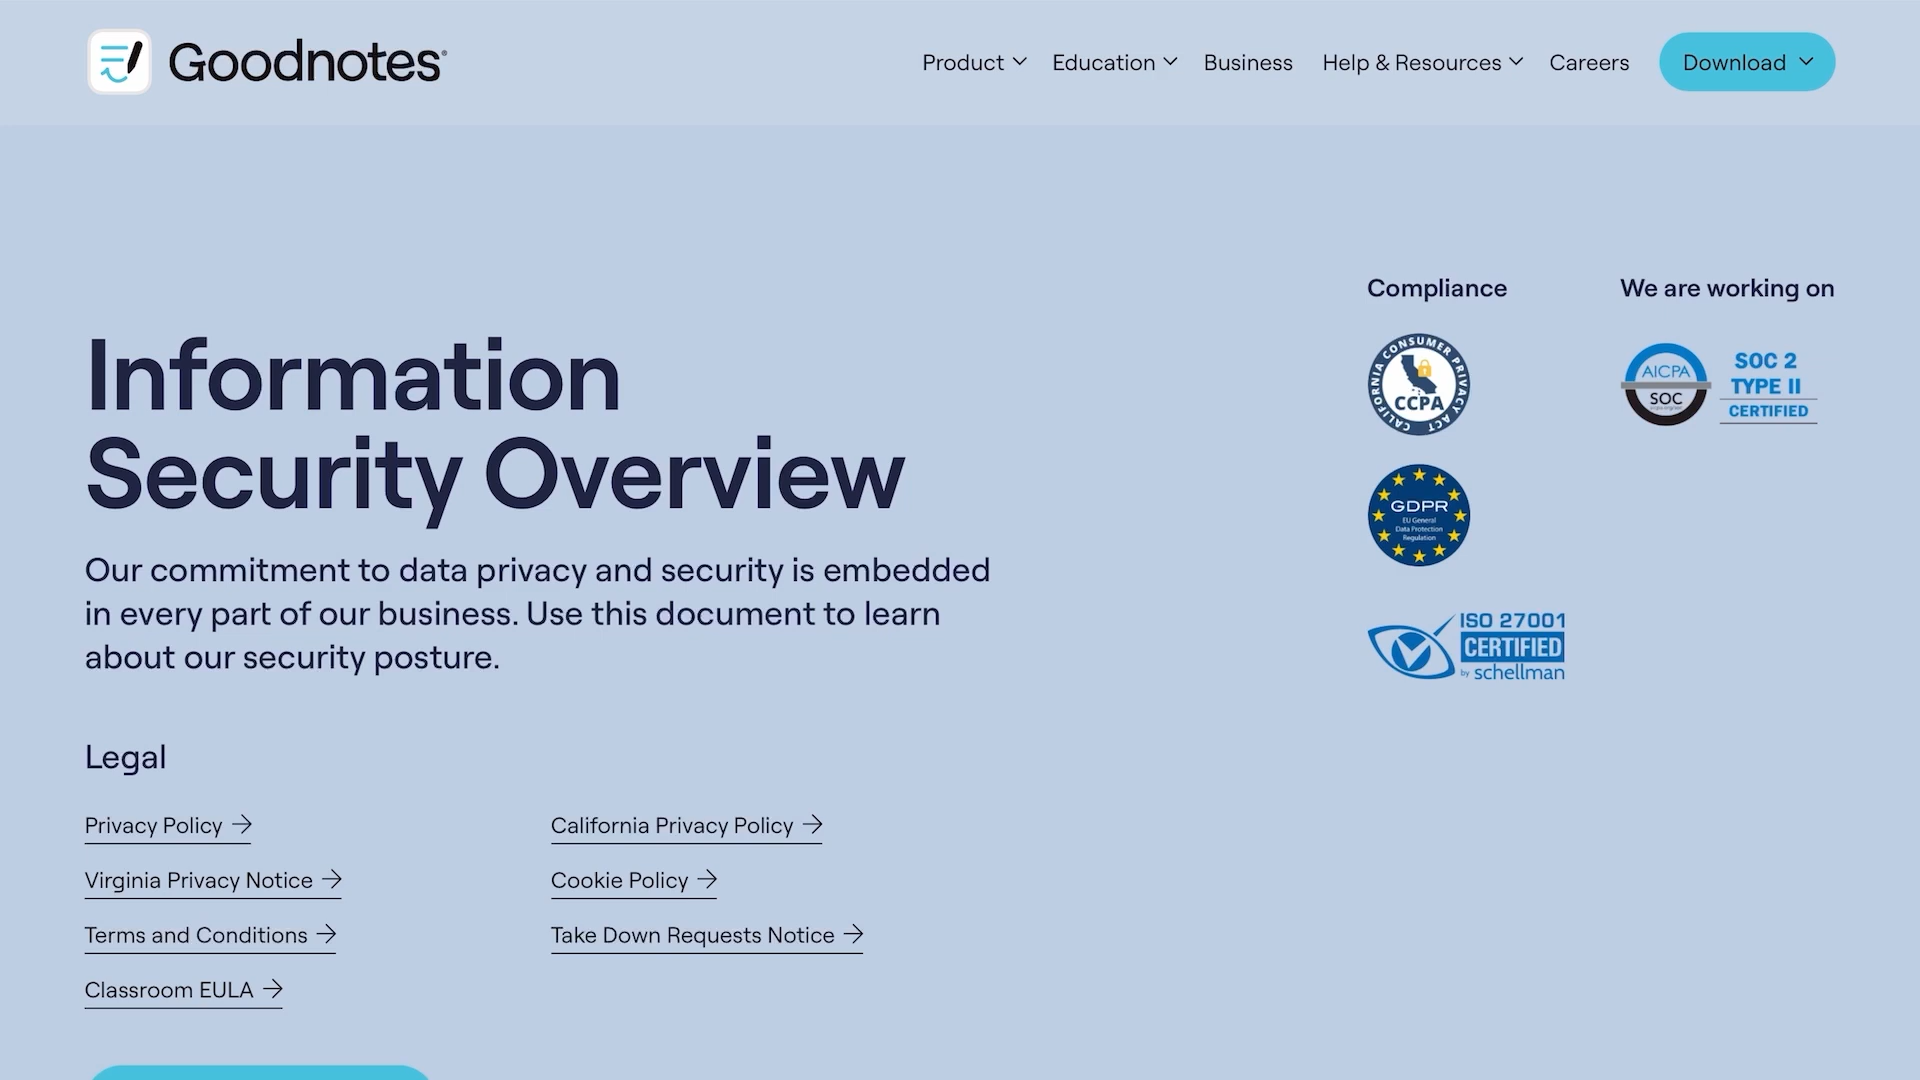 Goodnotes
Product
Education
Business
Help & Resources
Careers
Download
Information
Security Overview
Our commitment to data privacy and security is embedded
in every part of our business. Use this document to learn
about our security posture.
Compliance
CALIFORNIA CONSUMER PRIVACY ACT
CCPA
GDPR
EU General
Data Protection
Regulation
ISO 27001
CERTIFIED
by schellman
We are working on
AICPA
SOC
SOC 2
TYPE II
CERTIFIED
Legal
Privacy Policy
California Privacy Policy
Virginia Privacy Notice
Cookie Policy
Terms and Conditions
Take Down Requests Notice
Classroom EULA